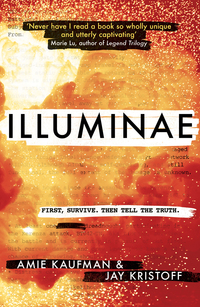 'Never have I read a book so wholly unique
and utterly captivating'
Marie Lu, author of Legend Trilogy
ILLUMINAE
FIRST, SURVIVE. THEN TELL THE TRUTH.
AMIE KAUFMAN &
JAY KRISTOFF